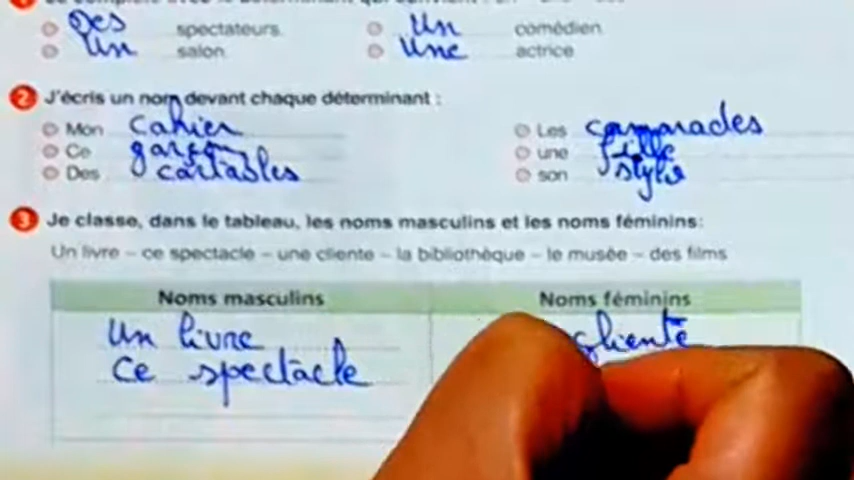 Des spectateurs. Un comédien.
Un salon. Une actrice
2 J'écris un nom devant chaque déterminant :
Mon cahier Les camarades
Ce garçon une fille
Des cartables son stylo
3 Je classe, dans le tableau, les noms masculins et les noms féminins:
Un livre – ce spectacle – une cliente – la bibliothèque – le musée – des films
Noms masculins Noms féminins
Un livre cliente
Ce spectacle